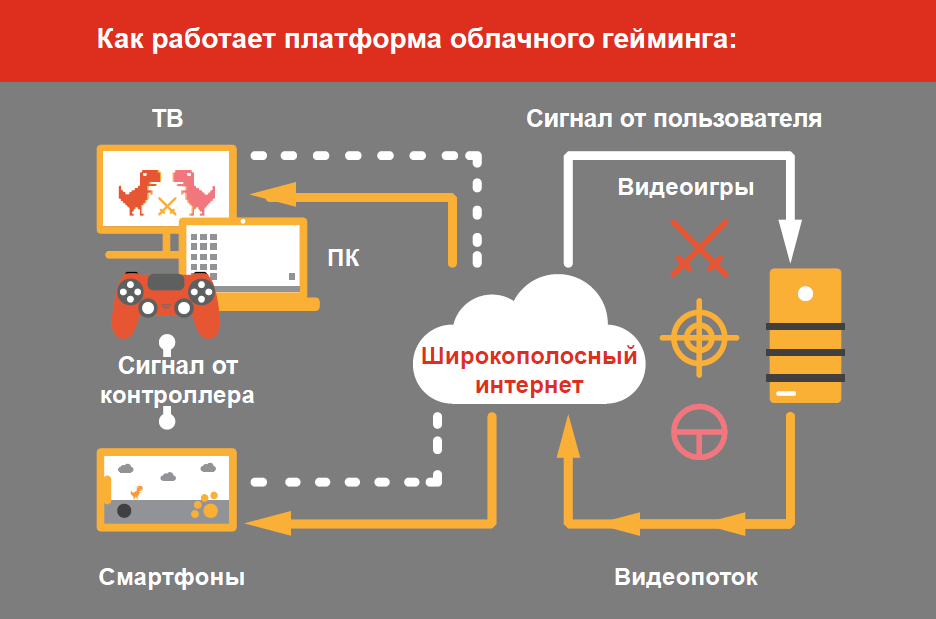 Как работает платформа облачного гейминга:
ТВ
Сигнал от пользователя
Видеоигры
ПК
Широкополосный
интернет
Сигнал от
контроллера
Смартфоны
Видеопоток